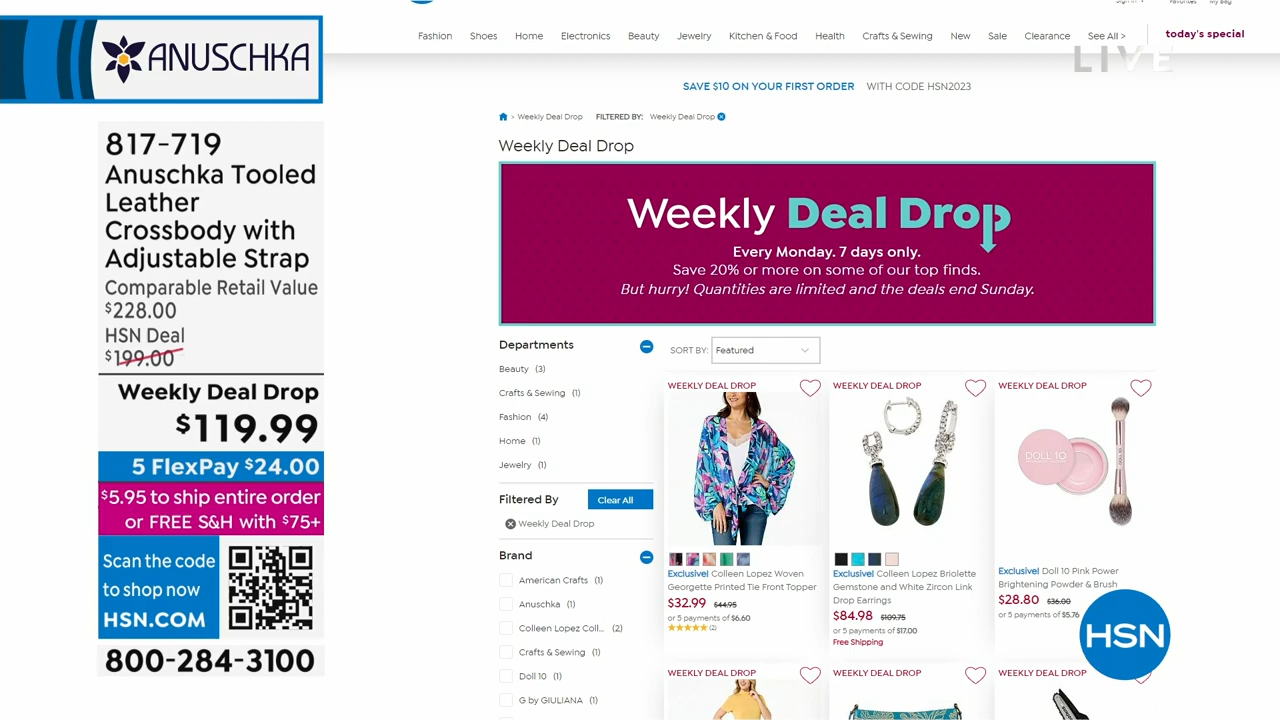 ANUSCHKA
817-719
Anuschka Tooled
Leather
Crossbody with
Adjustable Strap
Comparable Retail Value
$228.00
HSN Deal
$199.00
Weekly Deal Drop
$119.99
5 FlexPay $24.00
$5.95 to ship entire order
or FREE S&H with $75+
Scan the code
to shop now
HSN.COM
800-284-3100
Fashion Shoes Home Electronics Beauty Jewelry Kitchen & Food Health Crafts & Sewing New Sale Clearance See All > today's special
LIVE
SAVE $10 ON YOUR FIRST ORDER WITH CODE HSN2023
> Weekly Deal Drop FILTERED BY: Weekly Deal Drop
Weekly Deal Drop
Weekly Deal Drop
Every Monday. 7 days only.
Save 20% or more on some of our top finds.
But hurry! Quantities are limited and the deals end Sunday.
Departments
Beauty (3)
Crafts & Sewing (1)
Fashion (4)
Home (1)
Jewelry (1)
Filtered By Clear All
Weekly Deal Drop
Brand
American Crafts (1)
Anuschka (1)
Colleen Lopez Coll... (2)
Crafts & Sewing (1)
Doll 10 (1)
G by GIULIANA (1)
SORT BY: Featured
WEEKLY DEAL DROP
Exclusive! Colleen Lopez Woven
Georgette Printed Tie Front Topper
$32.99 $44.95
or 5 payments of $6.60
(2)
WEEKLY DEAL DROP
Exclusive! Colleen Lopez Briolette
Gemstone and White Zircon Link
Drop Earrings
$84.98 $109.75
or 5 payments of $17.00
Free Shipping
WEEKLY DEAL DROP
DOLL 10
Exclusive! Doll 10 Pink Power
Brightening Powder & Brush
$28.80 $36.00
or 5 payments of $5.76
HSN
WEEKLY DEAL DROP
WEEKLY DEAL DROP
WEEKLY DEAL DROP